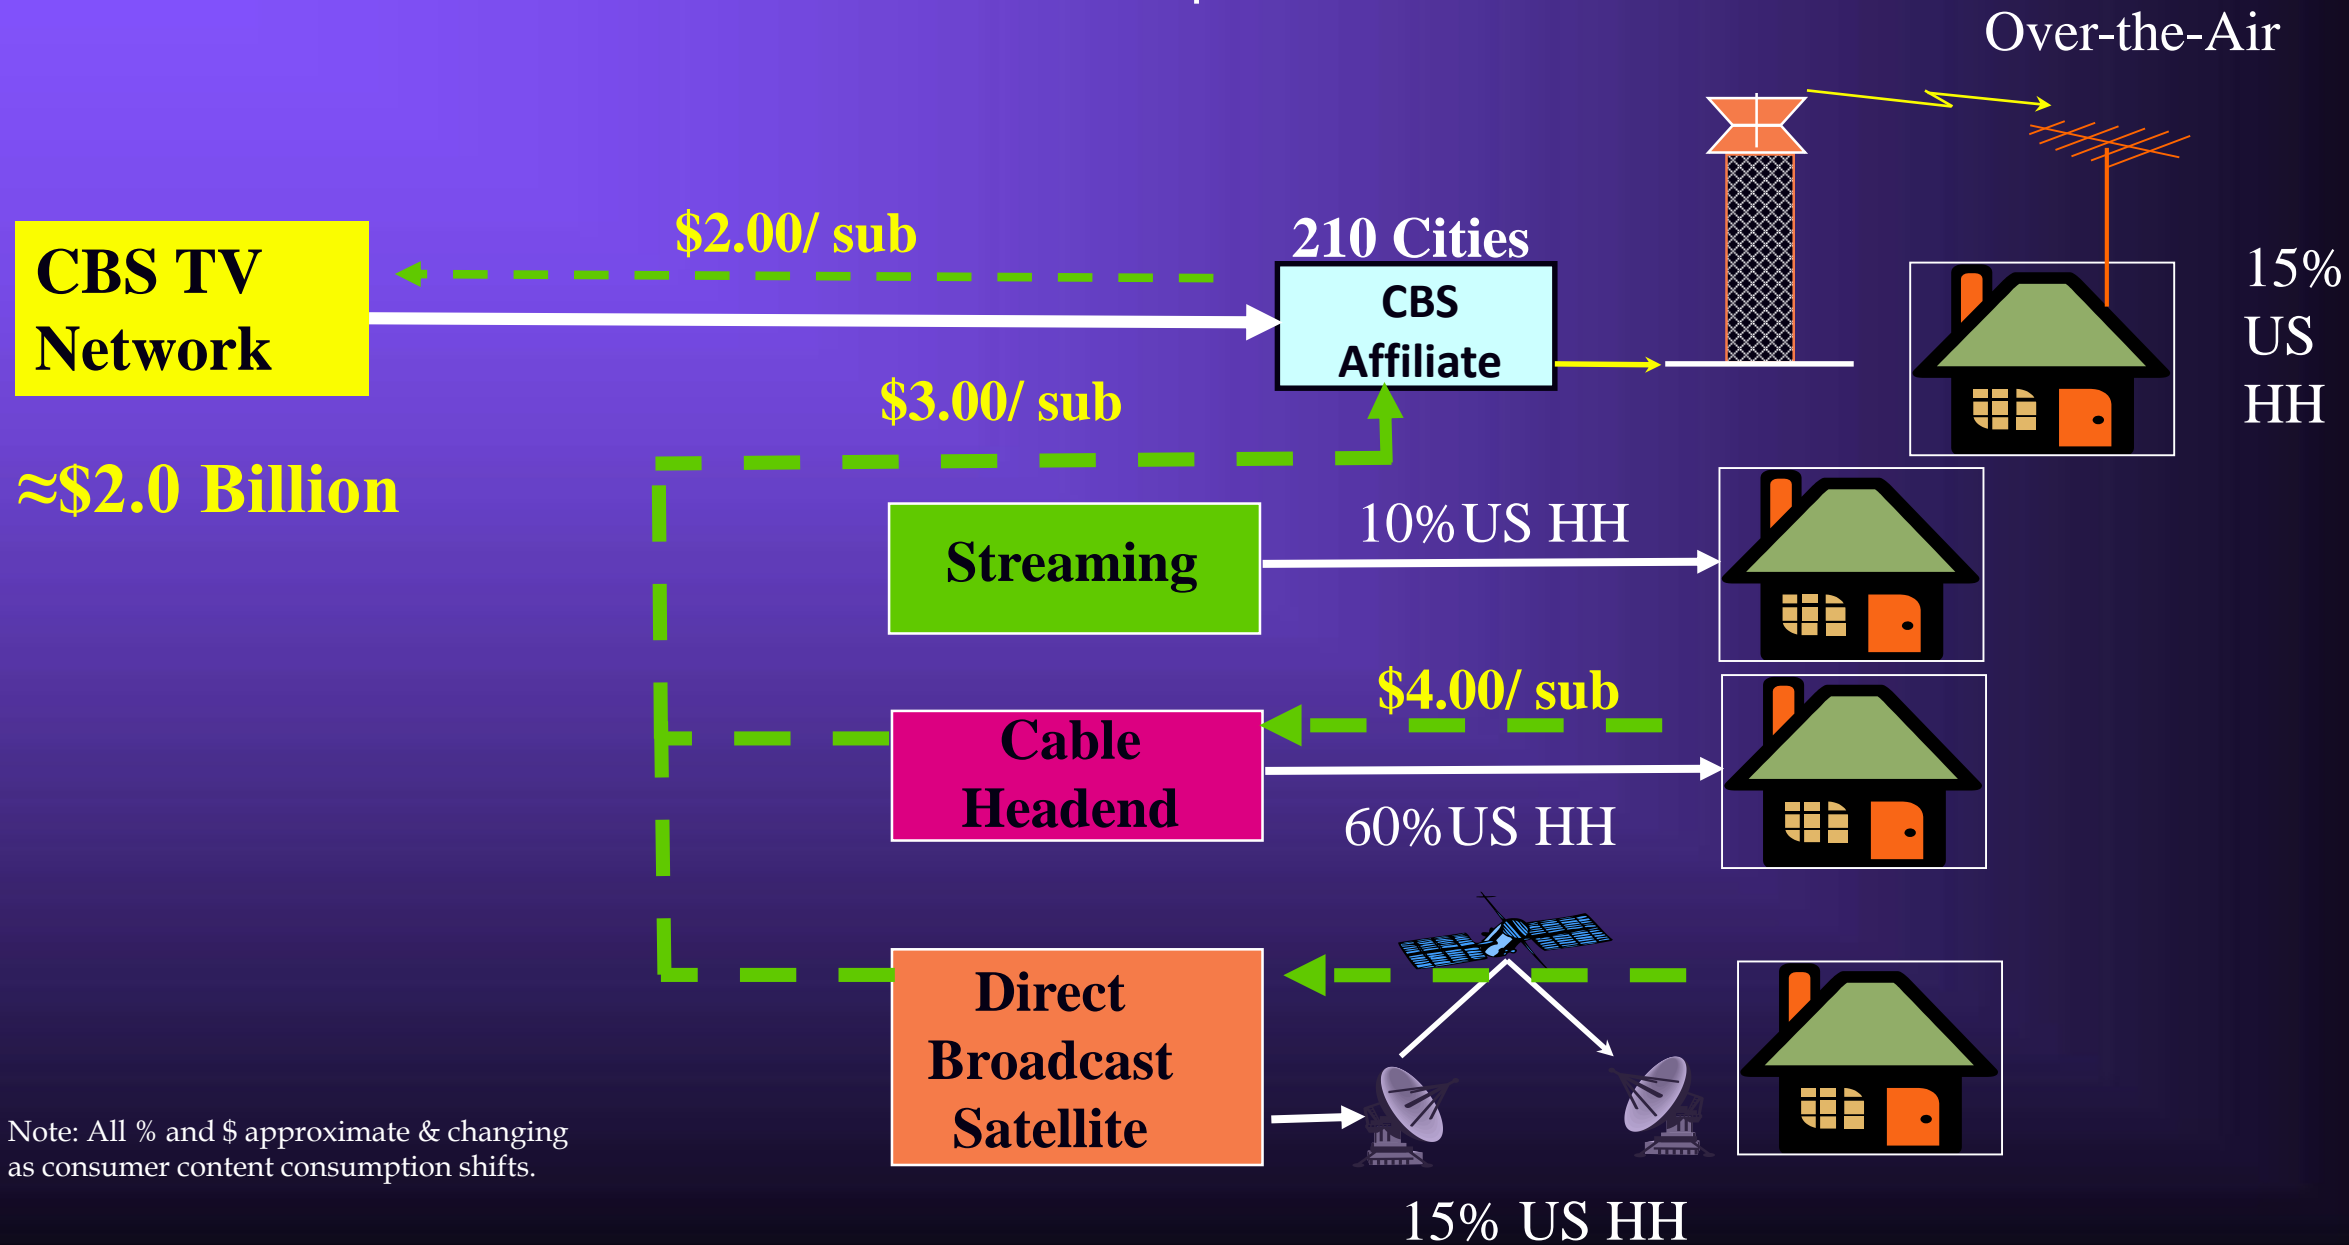 Over-the-Air
CBS TV
Network
$2.00/ sub
210 Cities
CBS
Affiliate
15%
US
HH
$3.00/ sub
≈$2.0 Billion
Streaming
10% US HH
$4.00/ sub
Cable
Headend
60% US HH
Direct
Broadcast
Satellite
15% US HH
Note: All % and $ approximate & changing
as consumer content consumption shifts.